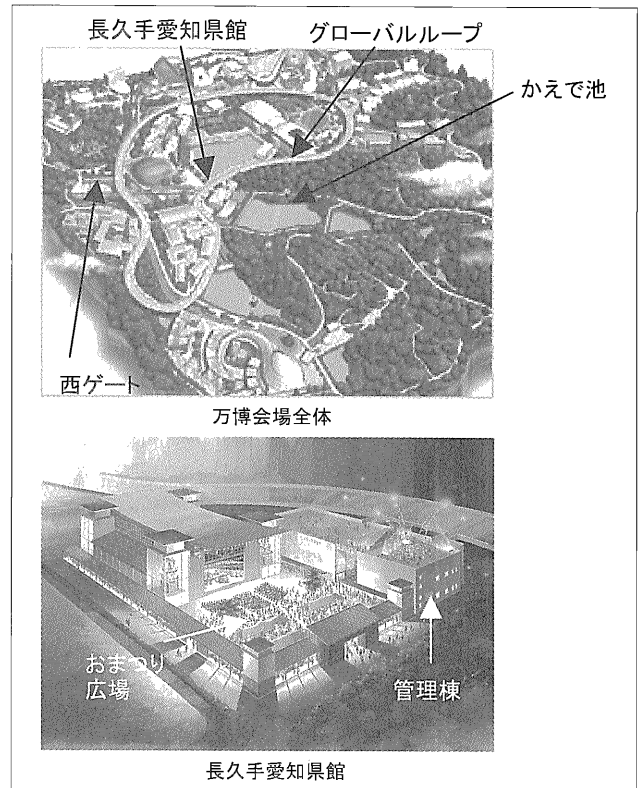 長久手愛知県館
グローバルループ
かえで池
西ゲート
万博会場全体
おまつり
広場
管理棟
長久手愛知県館